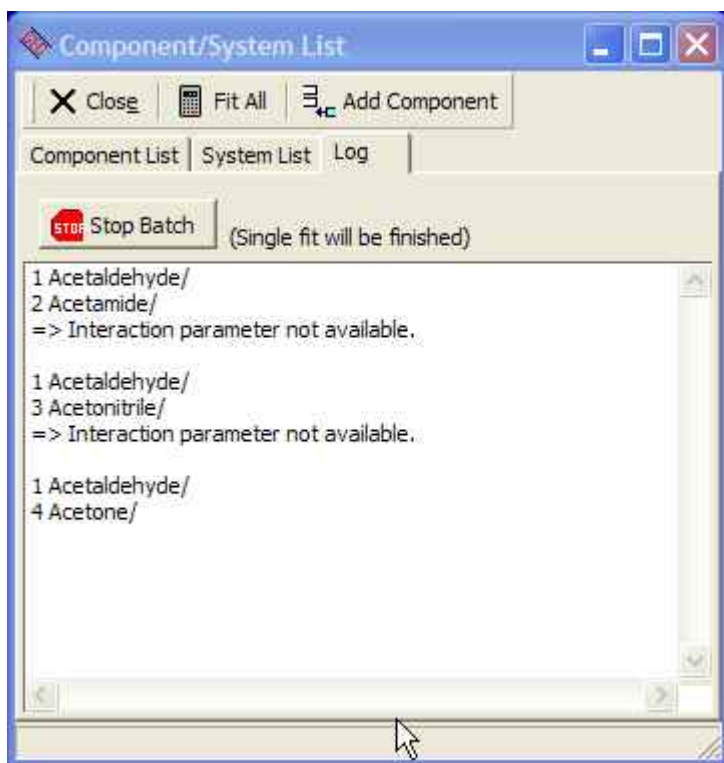 Component/System List
Close Fit All Add Component
Component List System List Log
STOP Stop Batch (Single fit will be finished)
1 Acetaldehyde/
2 Acetamide/
=> Interaction parameter not available.
1 Acetaldehyde/
3 Acetonitrile/
=> Interaction parameter not available.
1 Acetaldehyde/
4 Acetone/